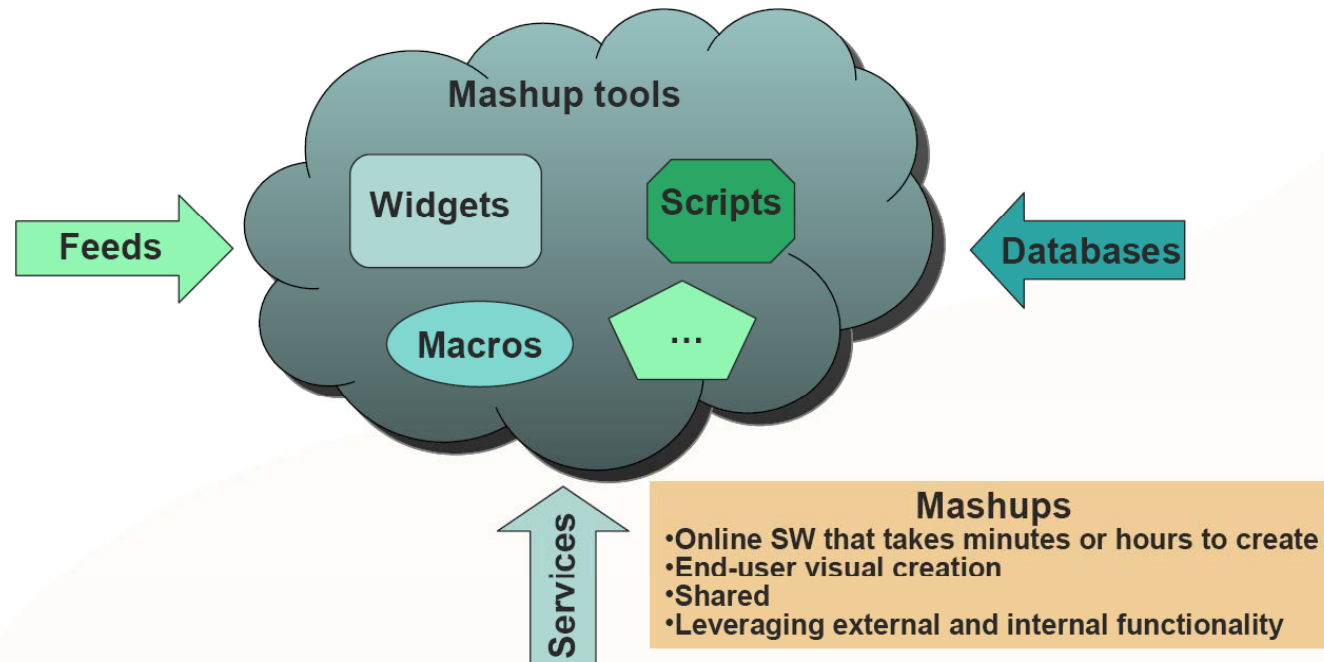 Mashup tools
Widgets
Scripts
Feeds
Databases
Macros
...
Services
Mashups
•Online SW that takes minutes or hours to create
•End-user visual creation
•Shared
•Leveraging external and internal functionality